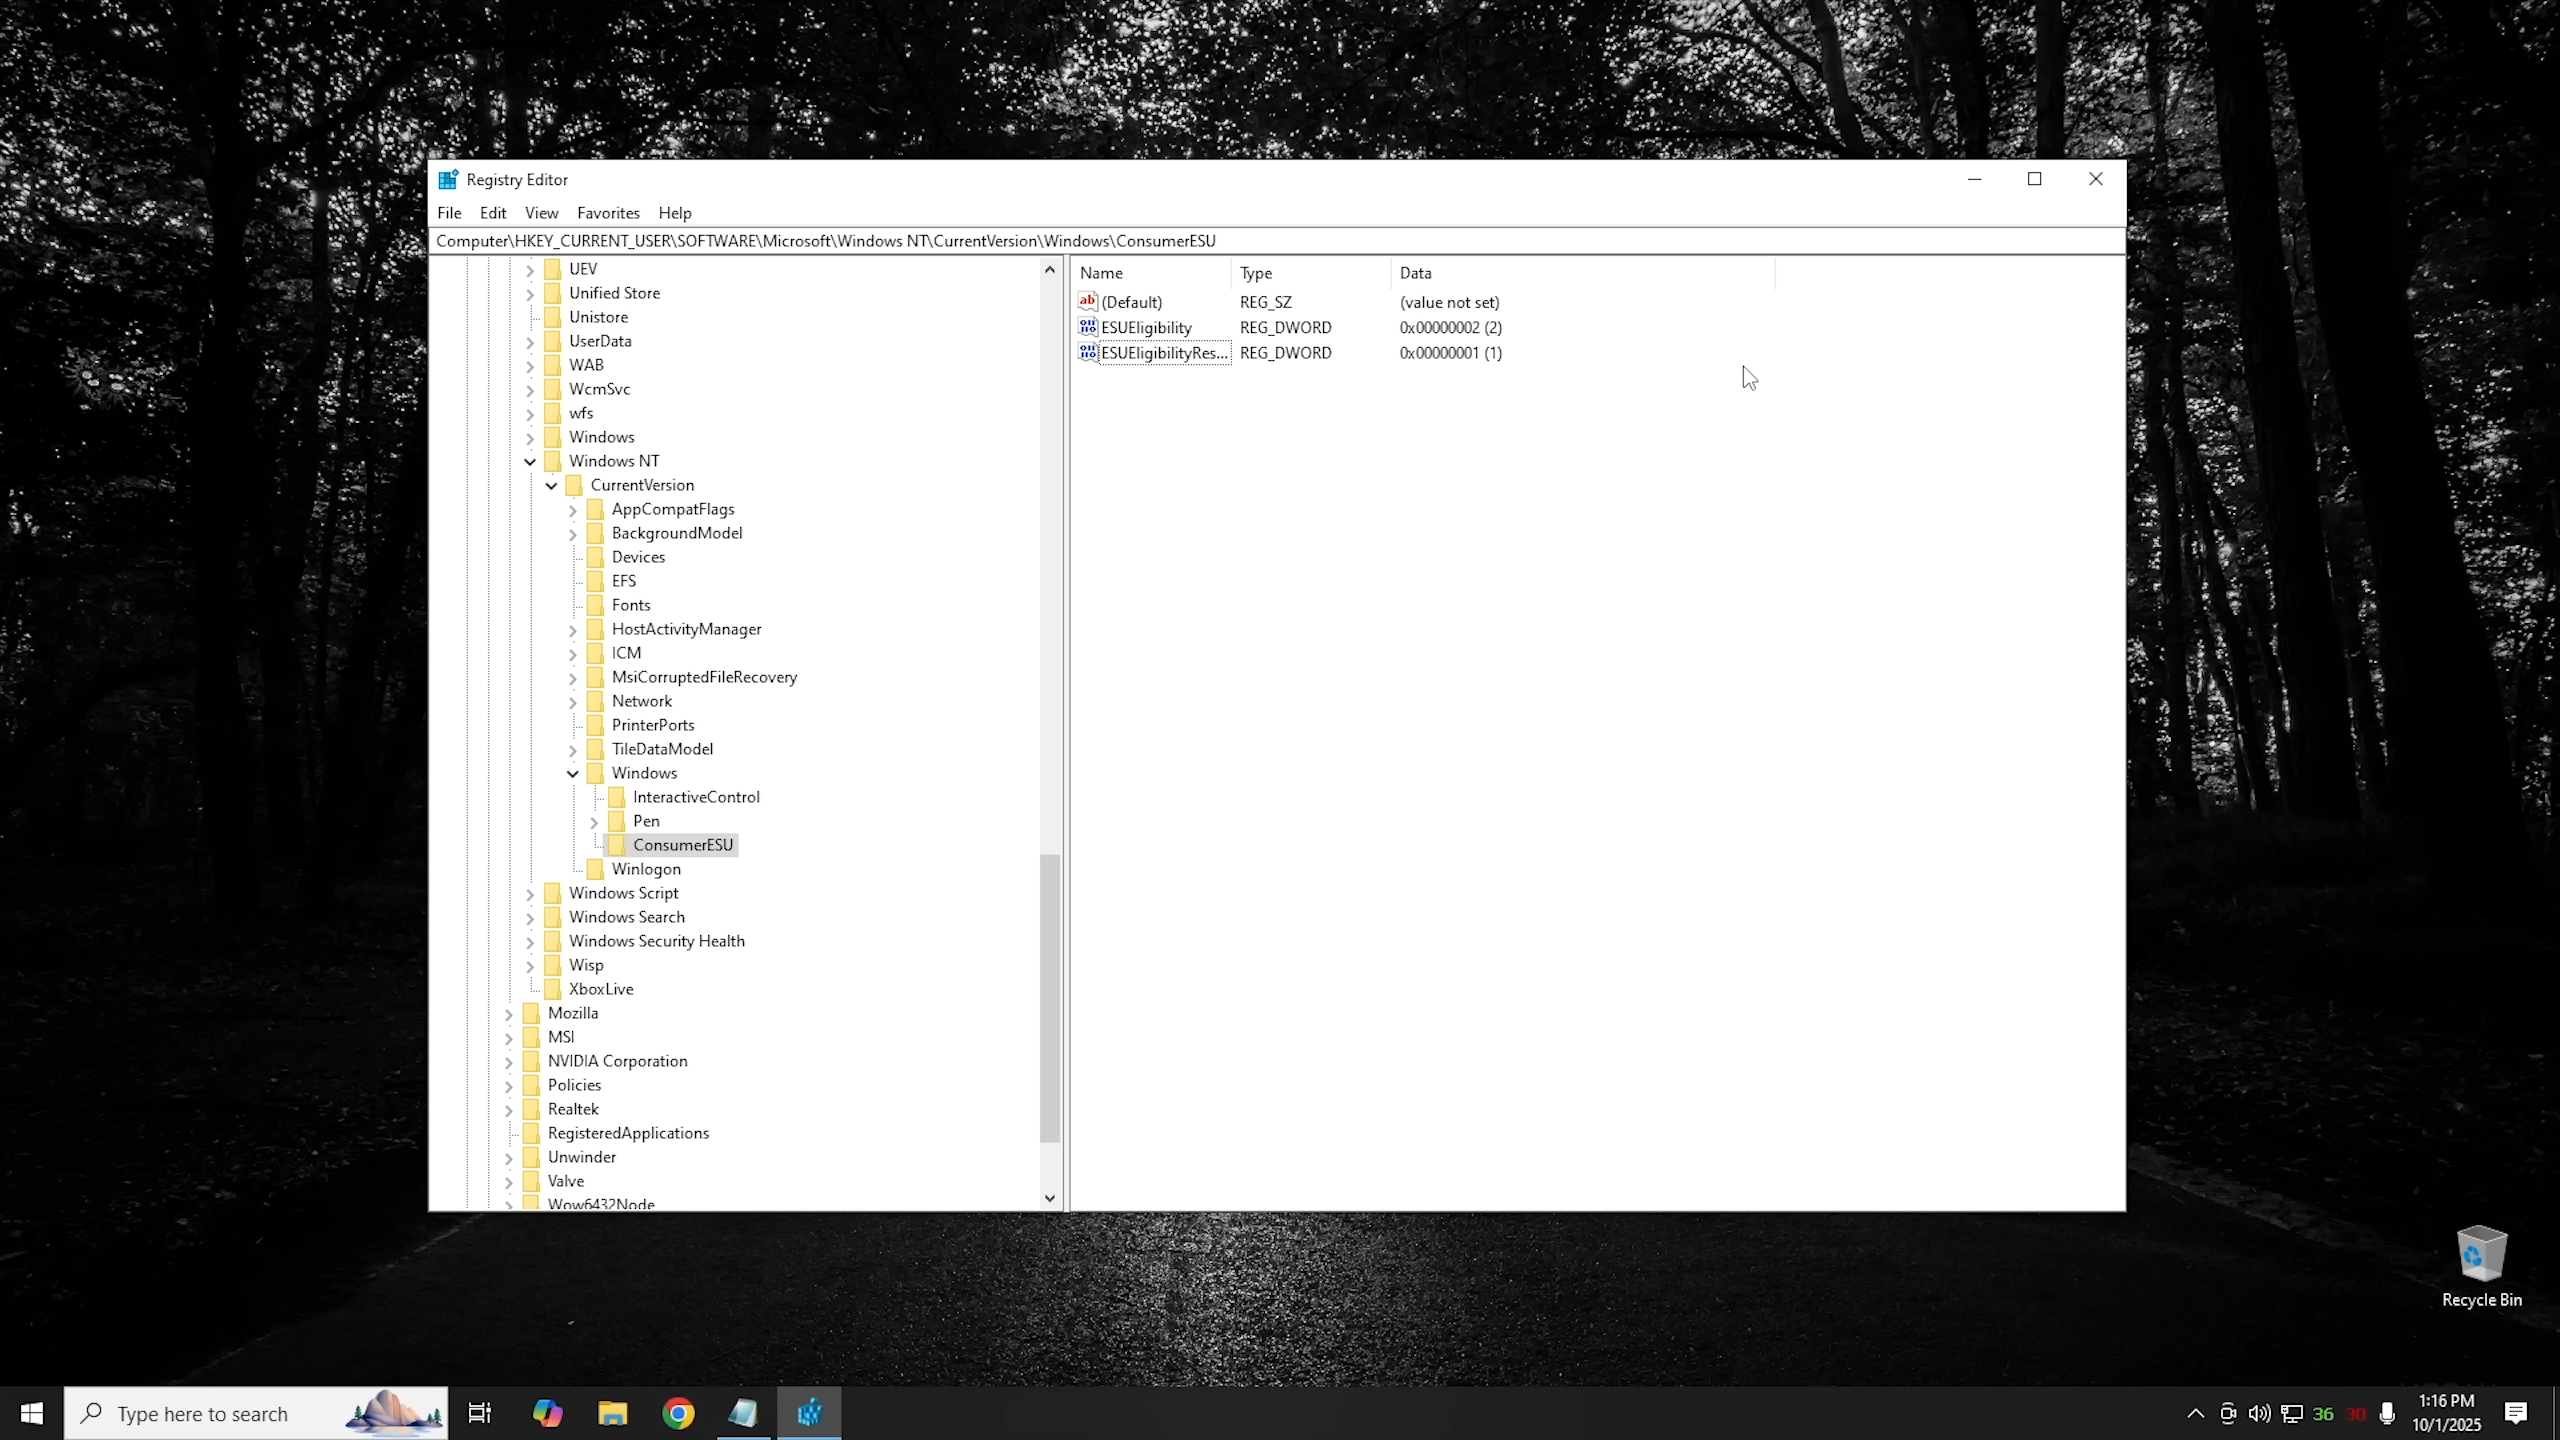 Registry Editor
File Edit View Favorites Help
Computer\HKEY_CURRENT_USER\SOFTWARE\Microsoft\Windows NT\CurrentVersion\Windows\ConsumerESU
UEV
Unified Store
Unistore
UserData
WAB
WcmSvc
wfs
Windows
Windows NT
CurrentVersion
AppCompatFlags
BackgroundModel
Devices
EFS
Fonts
HostActivityManager
ICM
MsiCorruptedFileRecovery
Network
PrinterPorts
TileDataModel
Windows
InteractiveControl
Pen
ConsumerESU
Winlogon
Windows Script
Windows Search
Windows Security Health
Wisp
XboxLive
Mozilla
MSI
NVIDIA Corporation
Policies
Realtek
RegisteredApplications
Unwinder
Valve
Wow6432Node
Name Type Data
ab (Default) REG_SZ (value not set)
ESUEligibility REG_DWORD 0x00000002 (2)
ESUEligibilityRes... REG_DWORD 0x00000001 (1)
Recycle Bin
Type here to search
36 30
1:16 PM
10/1/2025